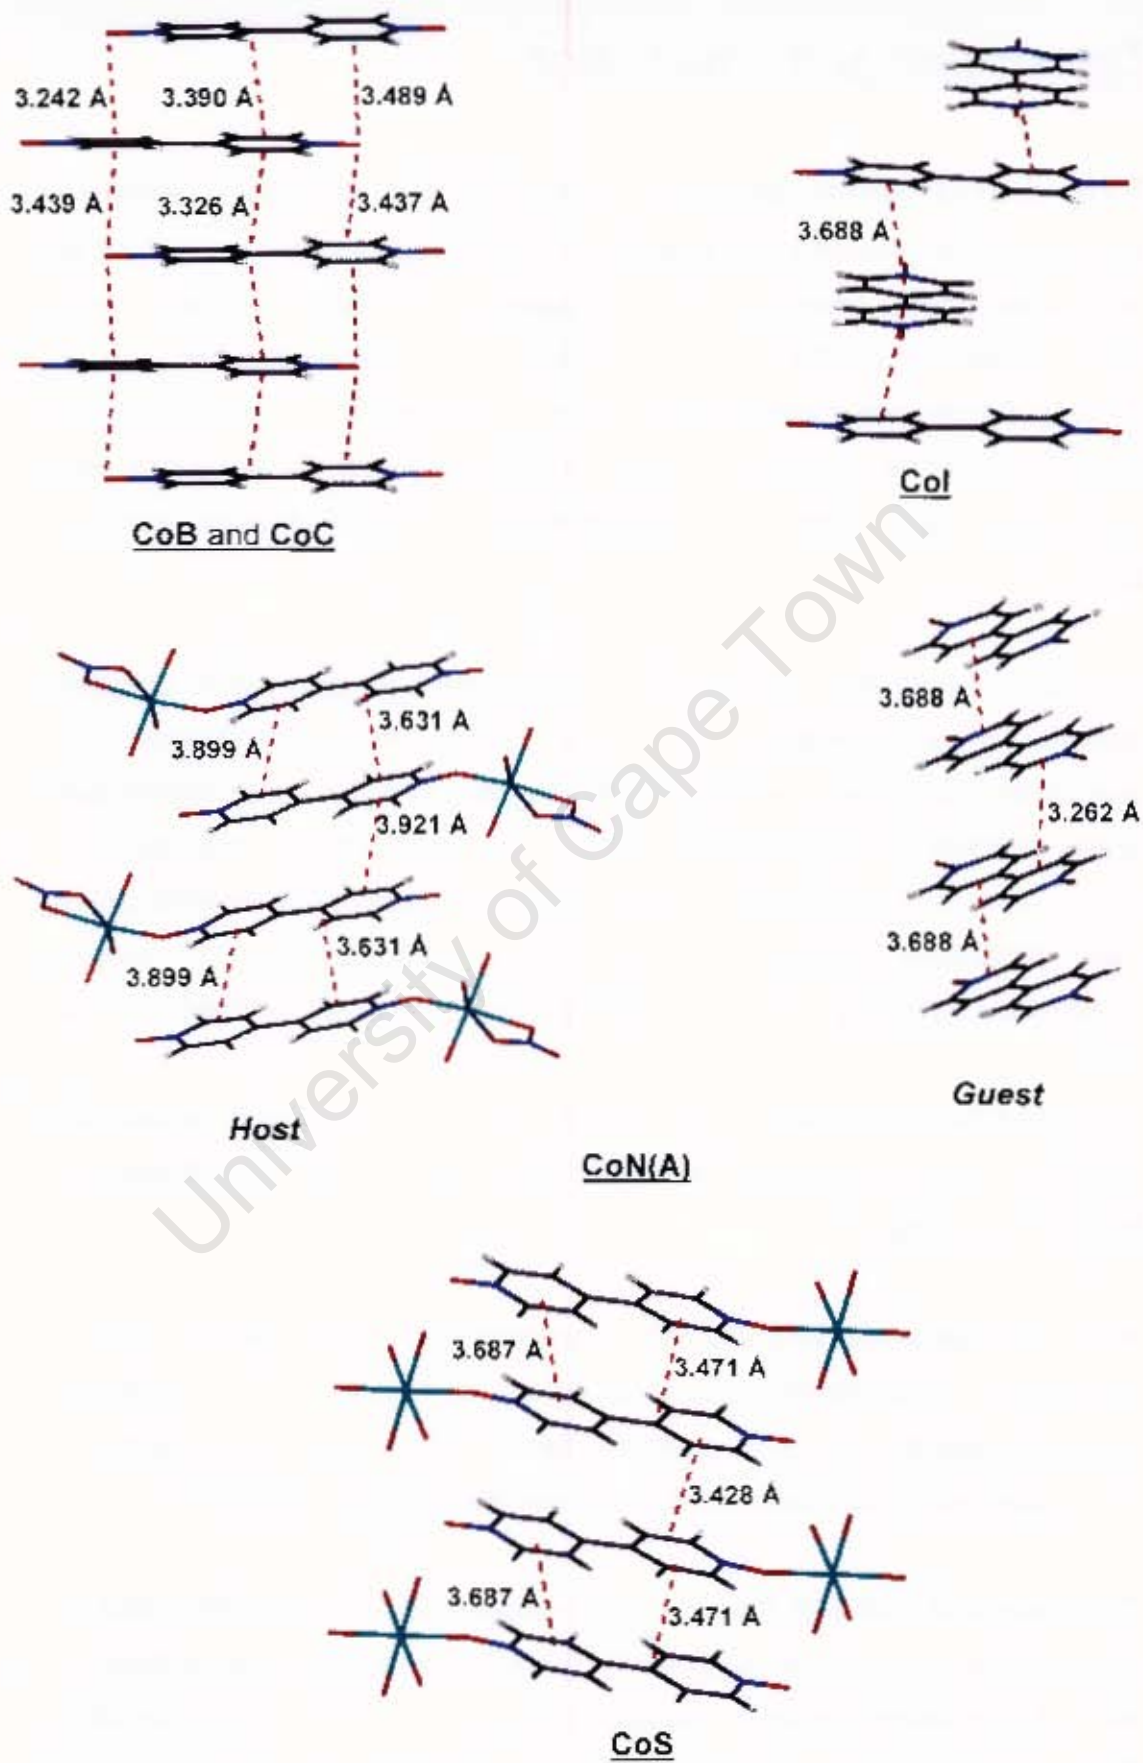 3.242 Å 3.390 Å 3.489 Å
3.439 Å 3.326 Å 3.437 Å
CoB and CoC
3.688 Å
CoI
3.631 Å
3.899 Å
3.921 Å
3.631 Å
3.899 Å
Host
3.688 Å
3.262 Å
3.688 Å
Guest
CoN(A)
3.687 Å
3.471 Å
3.428 Å
3.687 Å
3.471 Å
CoS
University of Cape Town